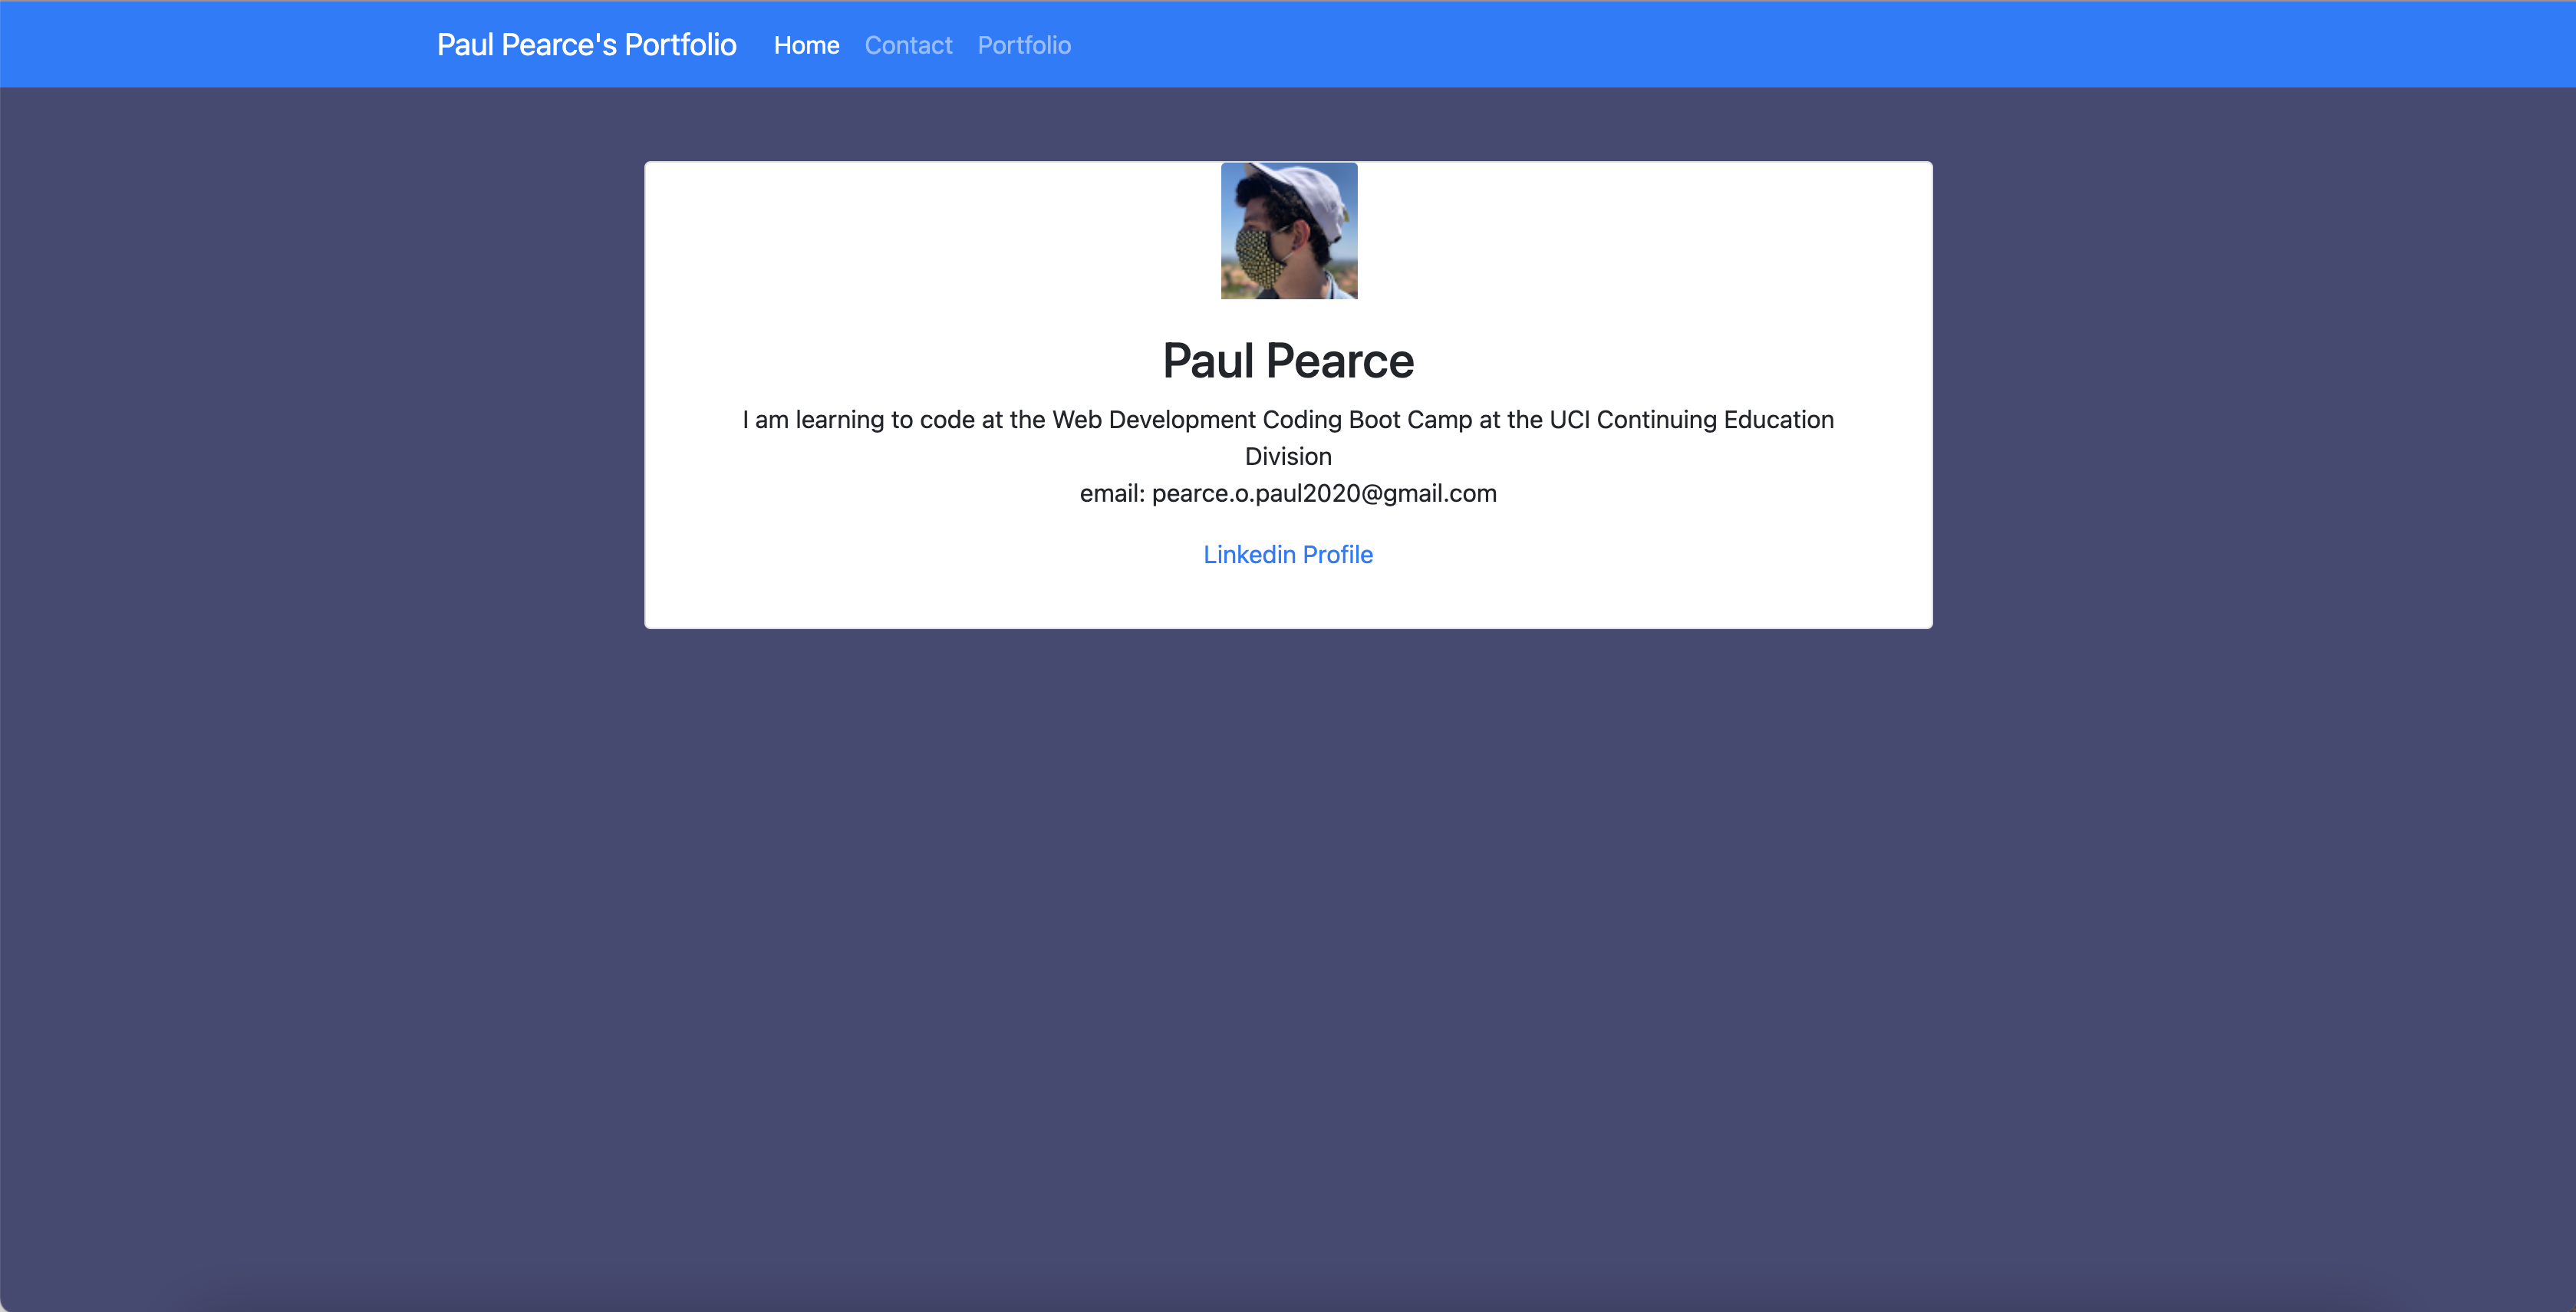 Paul Pearce's Portfolio Home Contact Portfolio
Paul Pearce
I am learning to code at the Web Development Coding Boot Camp at the UCI Continuing Education
Division
email: pearce.o.paul2020@gmail.com
Linkedin Profile